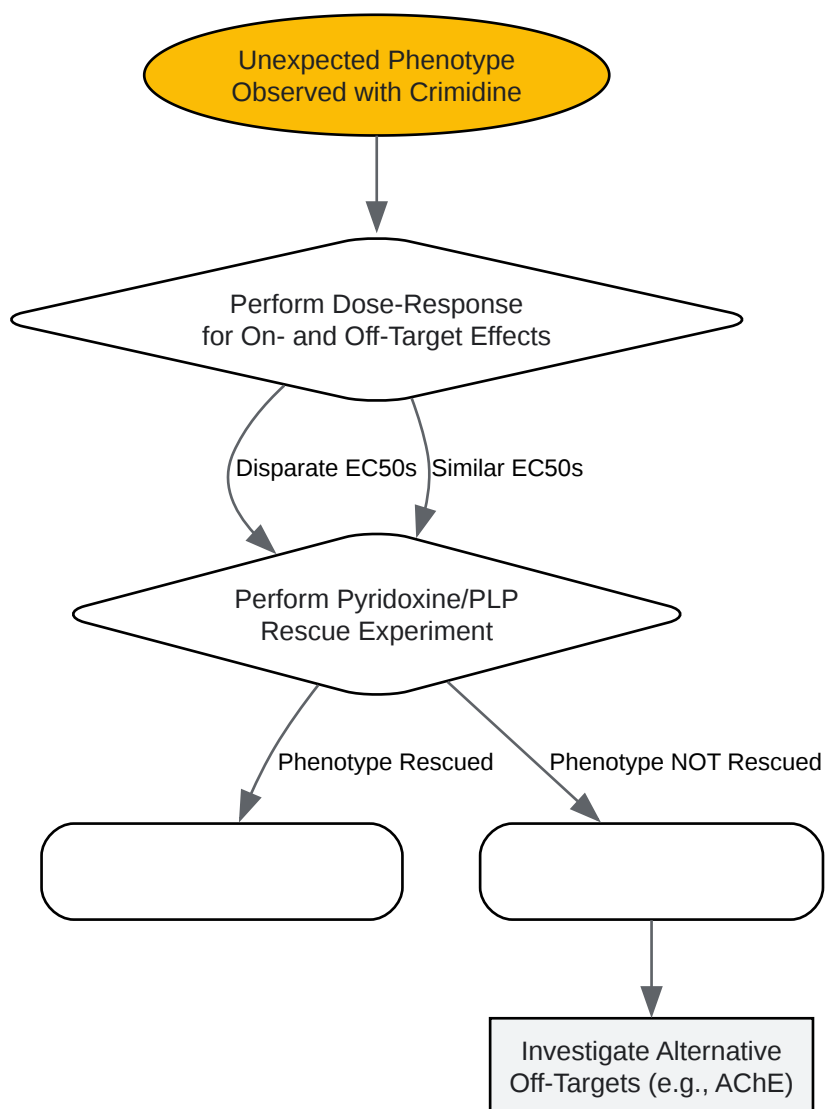 Unexpected Phenotype
Observed with Crimidine
Perform Dose-Response
for On- and Off-Target Effects
Disparate EC50s
Similar EC50s
Perform Pyridoxine/PLP
Rescue Experiment
Phenotype Rescued
Phenotype NOT Rescued
Investigate Alternative
Off-Targets (e.g., AChE)